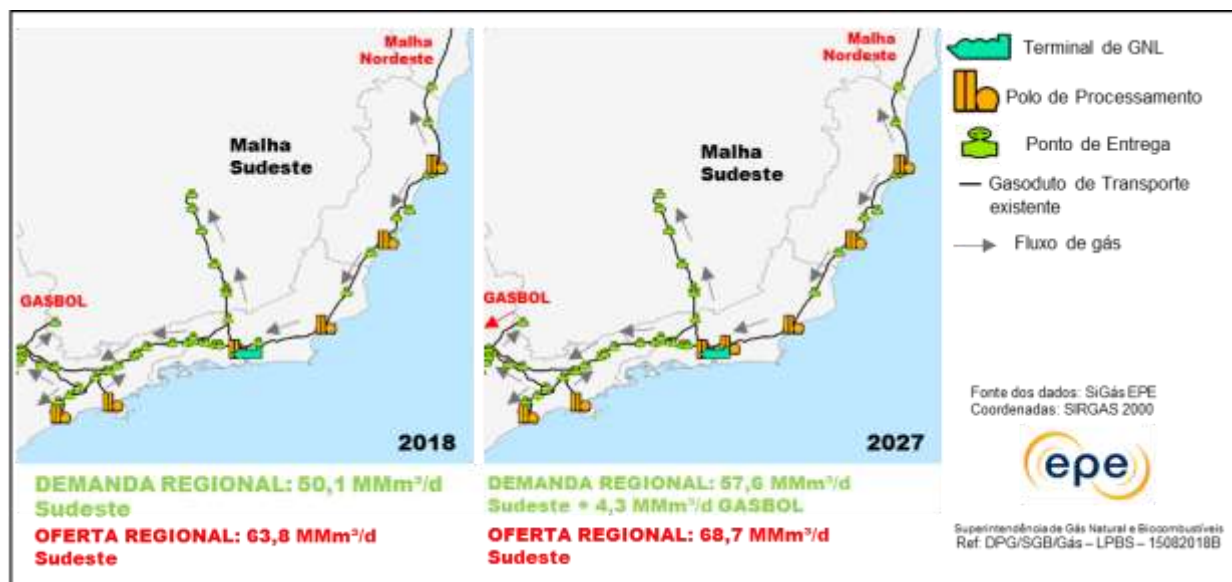 Malha
Nordeste
Malha
Sudeste
GASBOL
2018
DEMANDA REGIONAL: 50,1 MMm³/d
Sudeste
OFERTA REGIONAL: 63,8 MMm³/d
Sudeste
Malha
Nordeste
Malha
Sudeste
GASBOL
2027
DEMANDA REGIONAL: 57,6 MMm³/d
Sudeste + 4,3 MMm³/d GASBOL
OFERTA REGIONAL: 68,7 MMm³/d
Sudeste
Terminal de GNL
Polo de Processamento
Ponto de Entrega
Gasoduto de Transporte
existente
Fluxo de gás
Fonte dos dados: SiGás EPE
Coordenadas: SIRGAS 2000
epe
Superintendência de Gás Natural e Biocombustíveis
Ref: DPG/SGB/Gás – LPBS – 15082018B